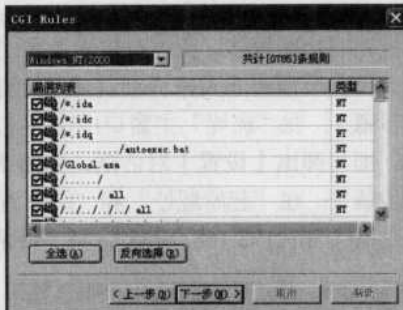 CGI Rules
Windows NT/2000
共计[0785]条规则
漏洞列表 类型
/*.ida NT
/*.idc NT
/*.idq NT
/........../autoexec.bat NT
/Global.asa NT
/....../ NT
/....../ all NT
/../../../../ all NT
全选(A) 反向选择(R)
<上一步(B) 下一步(N)> 取消